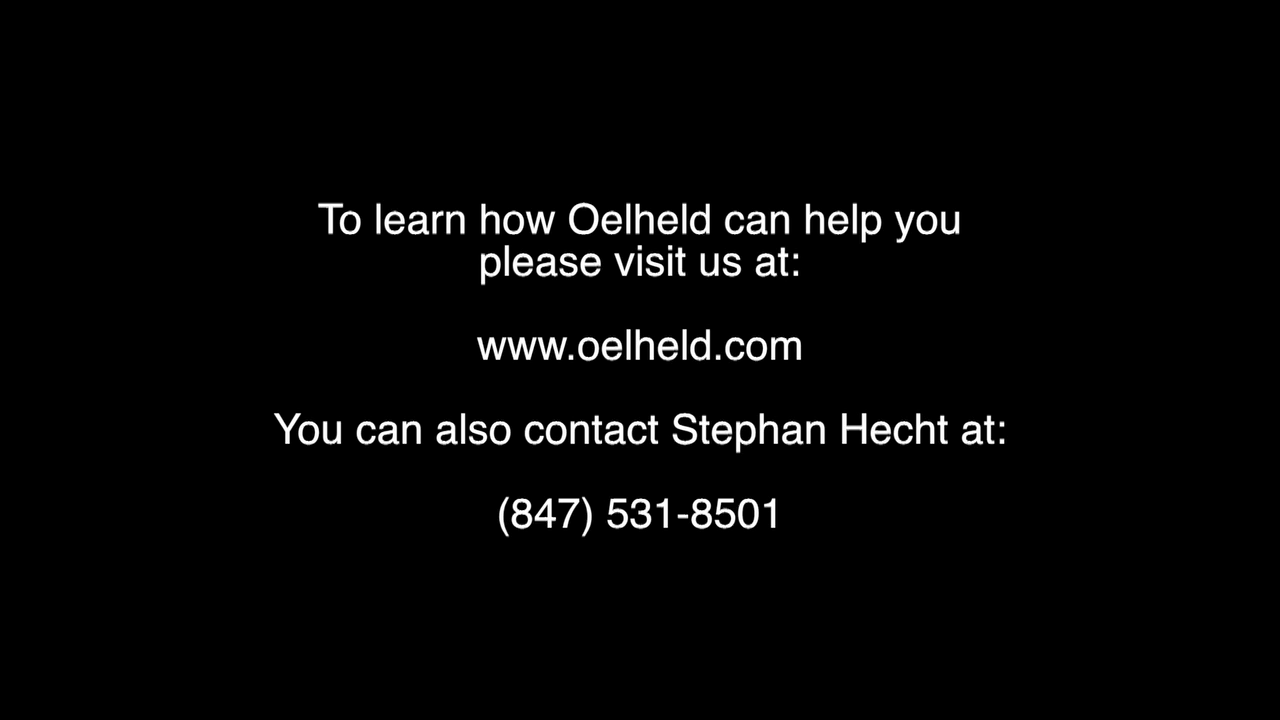 To learn how Oelheld can help you
please visit us at:
www.oelheld.com
You can also contact Stephan Hecht at:
(847) 531-8501